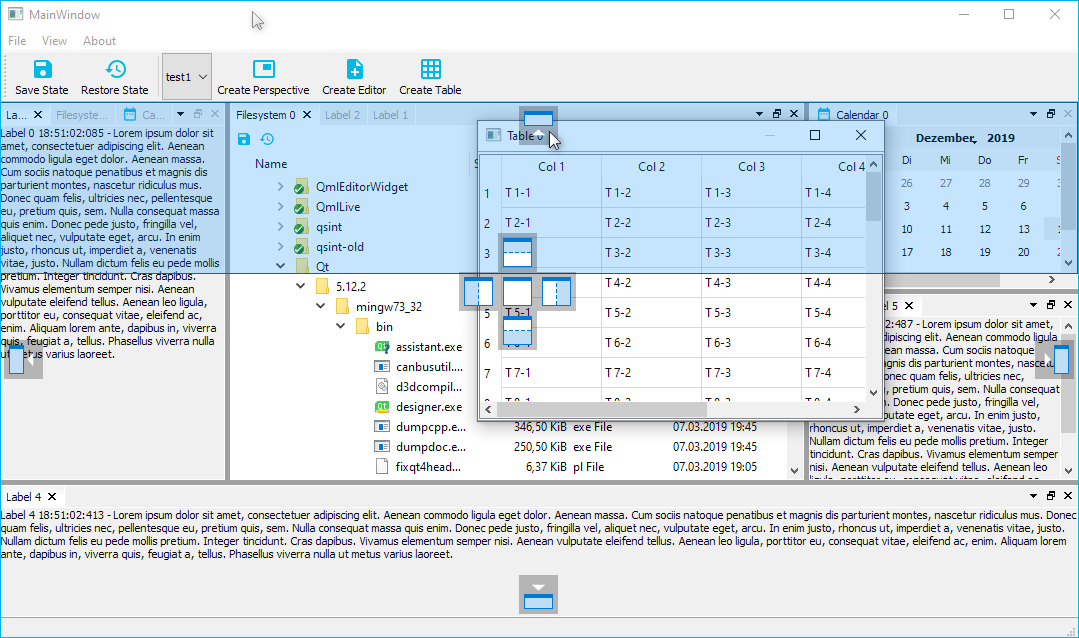 MainWindow
File View About
Save State
Restore State
test1
Create Perspective
Create Editor
Create Table
La...
Filesyste...
Ca...
Label 0 18:51:02:085 - Lorem ipsum dolor sit
amet, consectetuer adipiscing elit. Aenean
commodo ligula eget dolor. Aenean massa.
Cum sociis natoque penatibus et magnis dis
parturient montes, nascetur ridiculus mus.
Donec quam felis, ultricies nec, pellentesque
eu, pretium quis, sem. Nulla consequat massa
quis enim. Donec pede justo, fringilla vel,
aliquet nec, vulputate eget, arcu. In enim
justo, rhoncus ut, imperdiet a, venenatis
vitae, justo. Nullam dictum felis eu pede mollis
pretium. Integer tincidunt. Cras dapibus.
Vivamus elementum semper nisi. Aenean
vulputate eleifend tellus. Aenean leo ligula,
porttitor eu, consequat vitae, eleifend ac,
enim. Aliquam lorem ante, dapibus in, viverra
quis, feugiat a, tellus. Phasellus viverra nulla
ut metus varius laoreet.
Filesystem 0
Label 2
Label 1
Name
QmlEditorWidget
QmlLive
qsint
qsint-old
Qt
5.12.2
mingw73_32
bin
assistant.exe
canbusutil....
d3dcompil...
designer.exe
dumpcpp.e... 346,50 KiB exe File 07.03.2019 19:45
dumpdoc.e... 250,50 KiB exe File 07.03.2019 19:45
fixqt4head... 6,37 KiB pl File 07.03.2019 19:05
Table 0
Col 1 Col 2 Col 3 Col 4
1 T 1-1 T 1-2 T 1-3 T 1-4
2 T 2-1 T 2-2 T 2-3 T 2-4
3 T 3-2 T 3-3 T 3-4
T 4-2 T 4-3 T 4-4
5 T 5-1 T 5-2 T 5-3 T 5-4
6 T 6-2 T 6-3 T 6-4
7 T 7-1 T 7-2 T 7-3 T 7-4
Calendar 0
Dezember, 2019
Di Mi Do Fr
26 27 28 29
3 4 5 6
10 11 12 13
17 18 19 20
5
:487 - Lorem ipsum dolor sit
adipiscing elit. Aenean
dolor. Aenean massa. Cum sociis natoque
magnis dis parturient montes, nascetur
Donec quam felis, ultricies nec,
pretium quis, sem. Nulla consequat
Donec pede justo, fringilla vel,
vulputate eget, arcu. In enim justo,
rhoncus ut, imperdiet a, venenatis vitae, justo.
Nullam dictum felis eu pede mollis pretium. Integer
tincidunt. Cras dapibus. Vivamus elementum semper
nisi. Aenean vulputate eleifend tellus. Aenean leo
ligula, porttitor eu, consequat vitae, eleifend ac,
Label 4
Label 4 18:51:02:413 - Lorem ipsum dolor sit amet, consectetuer adipiscing elit. Aenean commodo ligula eget dolor. Aenean massa. Cum sociis natoque penatibus et magnis dis parturient montes, nascetur ridiculus mus. Donec
quam felis, ultricies nec, pellentesque eu, pretium quis, sem. Nulla consequat massa quis enim. Donec pede justo, fringilla vel, aliquet nec, vulputate eget, arcu. In enim justo, rhoncus ut, imperdiet a, venenatis vitae, justo.
Nullam dictum felis eu pede mollis pretium. Integer tincidunt. Cras dapibus. Vivamus elementum semper nisi. Aenean vulputate eleifend tellus. Aenean leo ligula, porttitor eu, consequat vitae, eleifend ac, enim. Aliquam lorem
ante, dapibus in, viverra quis, feugiat a, tellus. Phasellus viverra nulla ut metus varius laoreet.